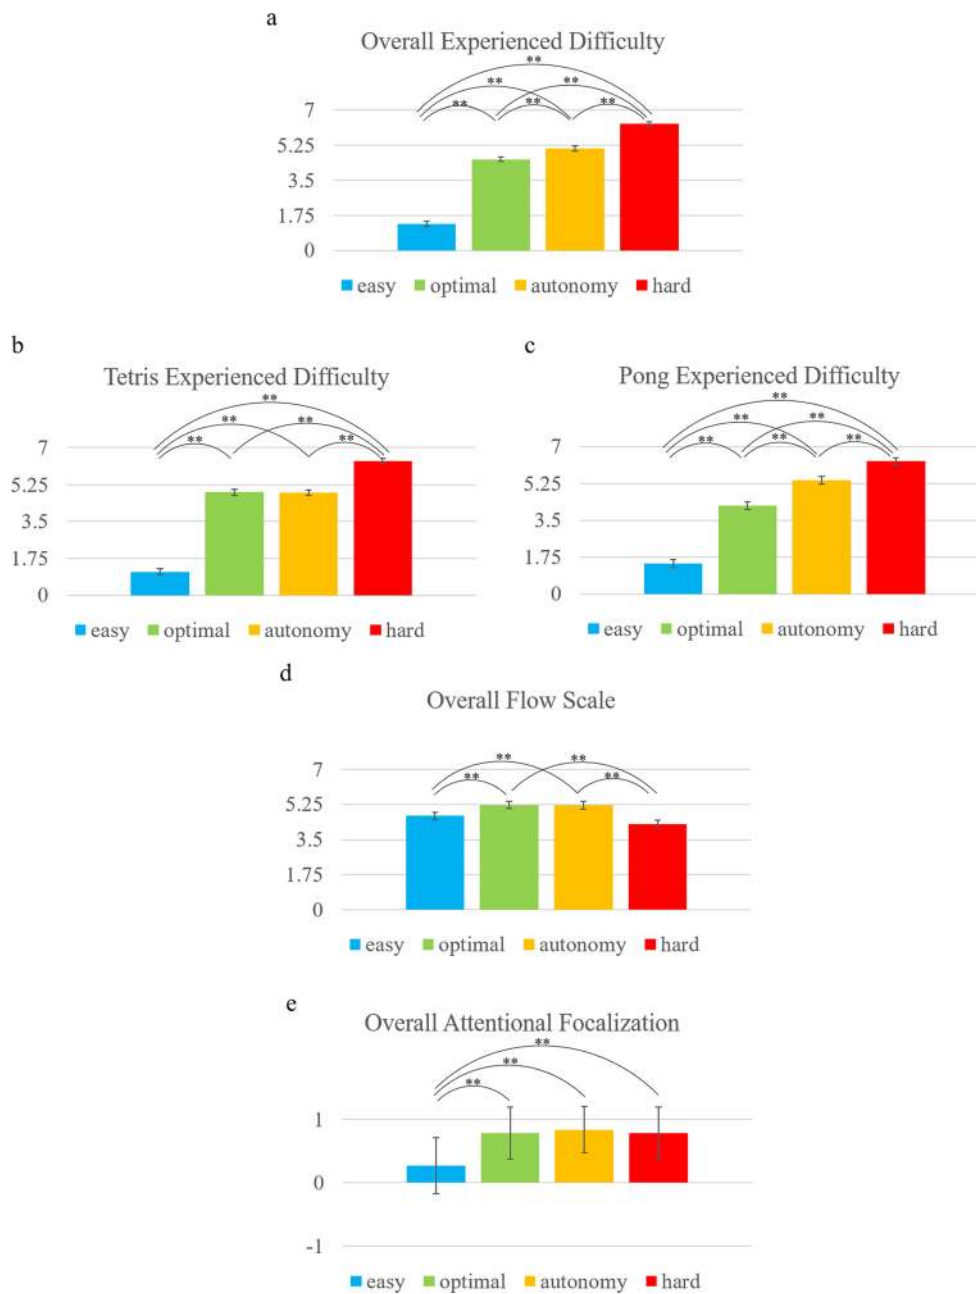 a
Overall Experienced Difficulty
**
** **
** ** **
7
5.25
3.5
1.75
0
easy optimal autonomy hard
b
Tetris Experienced Difficulty
**
** **
** **
7
5.25
3.5
1.75
0
easy optimal autonomy hard
c
Pong Experienced Difficulty
**
** **
** ** **
7
5.25
3.5
1.75
0
easy optimal autonomy hard
d
Overall Flow Scale
** **
** **
7
5.25
3.5
1.75
0
easy optimal autonomy hard
e
Overall Attentional Focalization
**
**
**
1
0
-1
easy optimal autonomy hard